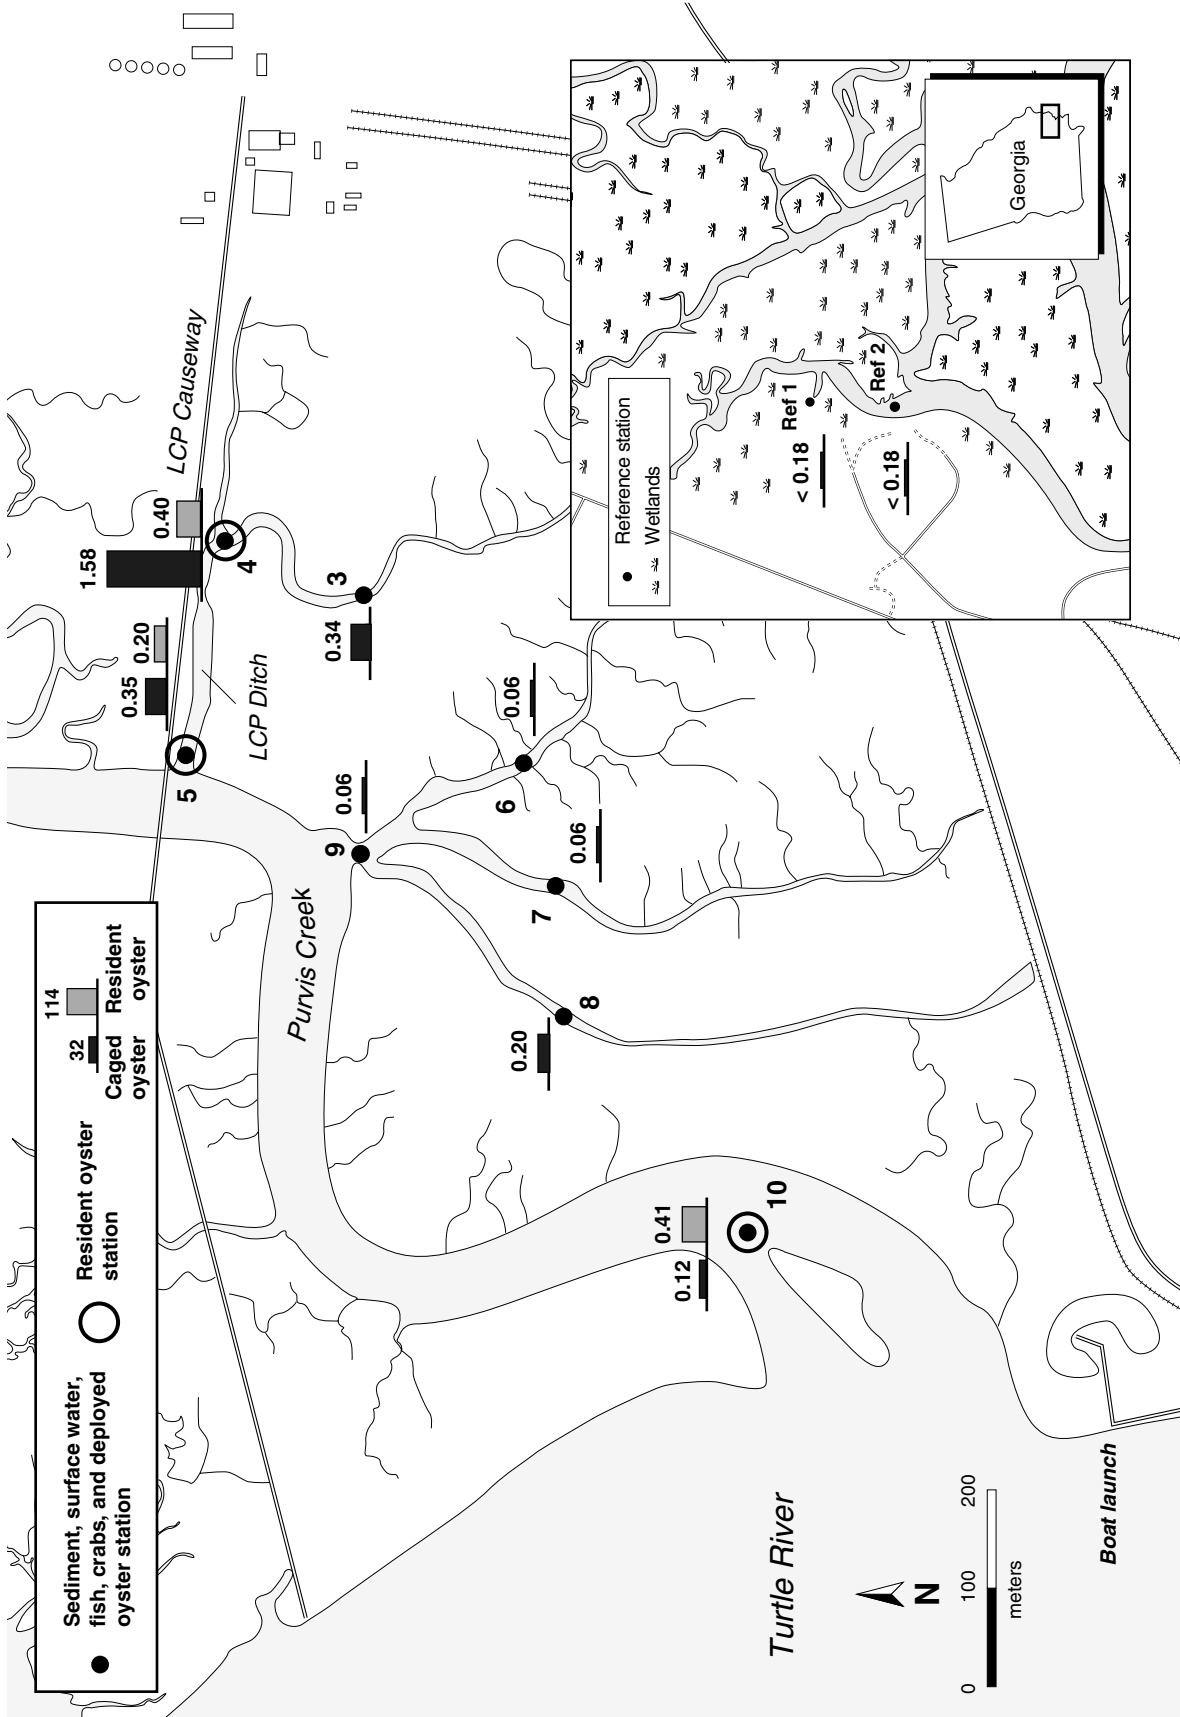 Sediment, surface water,
fish, crabs, and deployed
oyster station
Resident oyster
station
32
114
Caged
oyster
Resident
oyster
LCP Causeway
1.58
0.40
4
0.35
0.20
5
LCP Ditch
3
0.34
0.06
9
0.06
6
0.06
7
Purvis Creek
8
0.20
0.12
0.41
10
Turtle River
N
0
100
200
meters
Boat launch
Reference station
Wetlands
Ref 1
< 0.18
Ref 2
< 0.18
Georgia